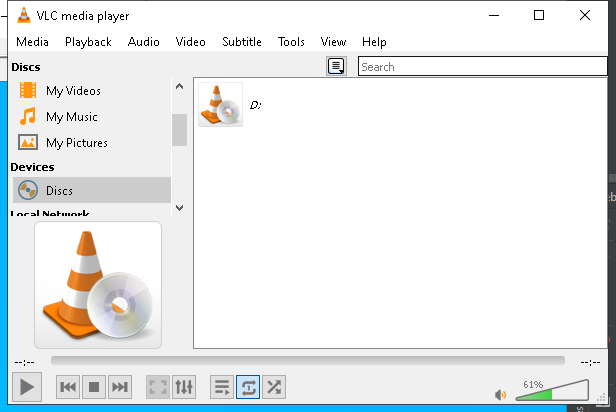 VLC media player
Media Playback Audio Video Subtitle Tools View Help
Discs
Search
My Videos
My Music
My Pictures
Devices
Discs
Local Network
D:
--:-- --:--
61%